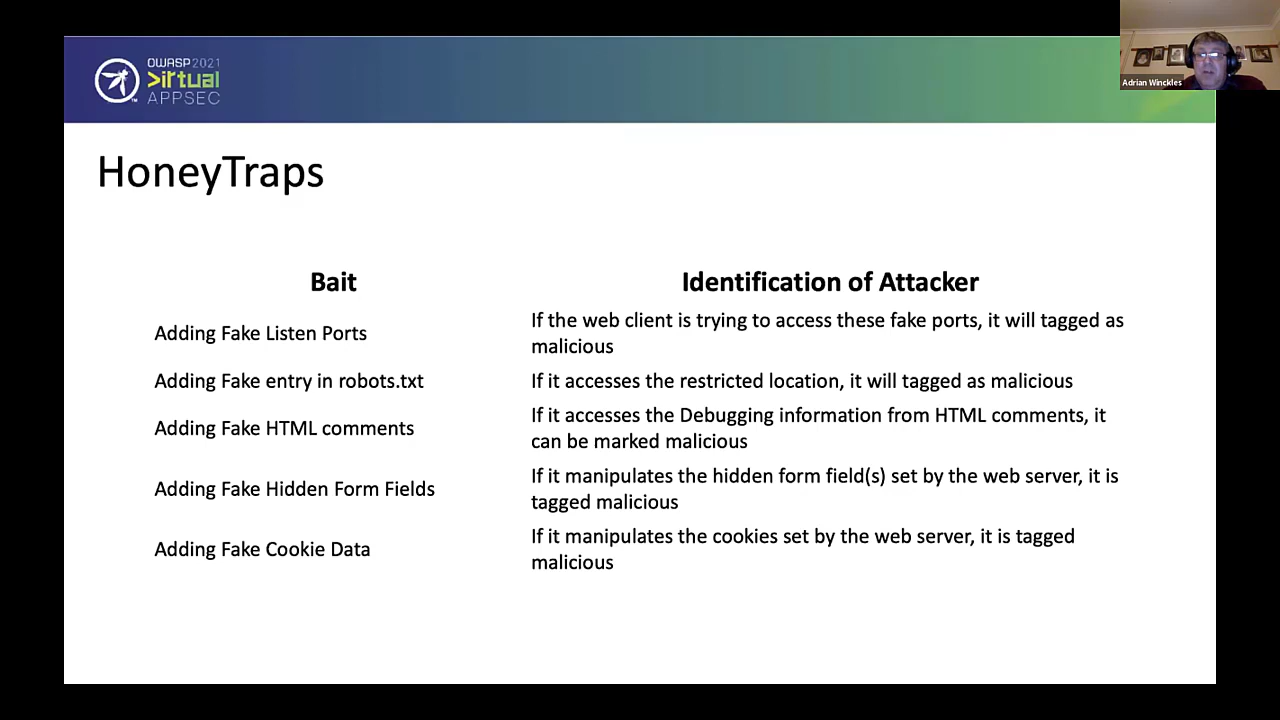 OWASP 2021
Virtual
APPSEC
Adrian Winckles
HoneyTraps
Bait
Identification of Attacker
Adding Fake Listen Ports
If the web client is trying to access these fake ports, it will tagged as
malicious
Adding Fake entry in robots.txt
If it accesses the restricted location, it will tagged as malicious
Adding Fake HTML comments
If it accesses the Debugging information from HTML comments, it
can be marked malicious
Adding Fake Hidden Form Fields
If it manipulates the hidden form field(s) set by the web server, it is
tagged malicious
Adding Fake Cookie Data
If it manipulates the cookies set by the web server, it is tagged
malicious